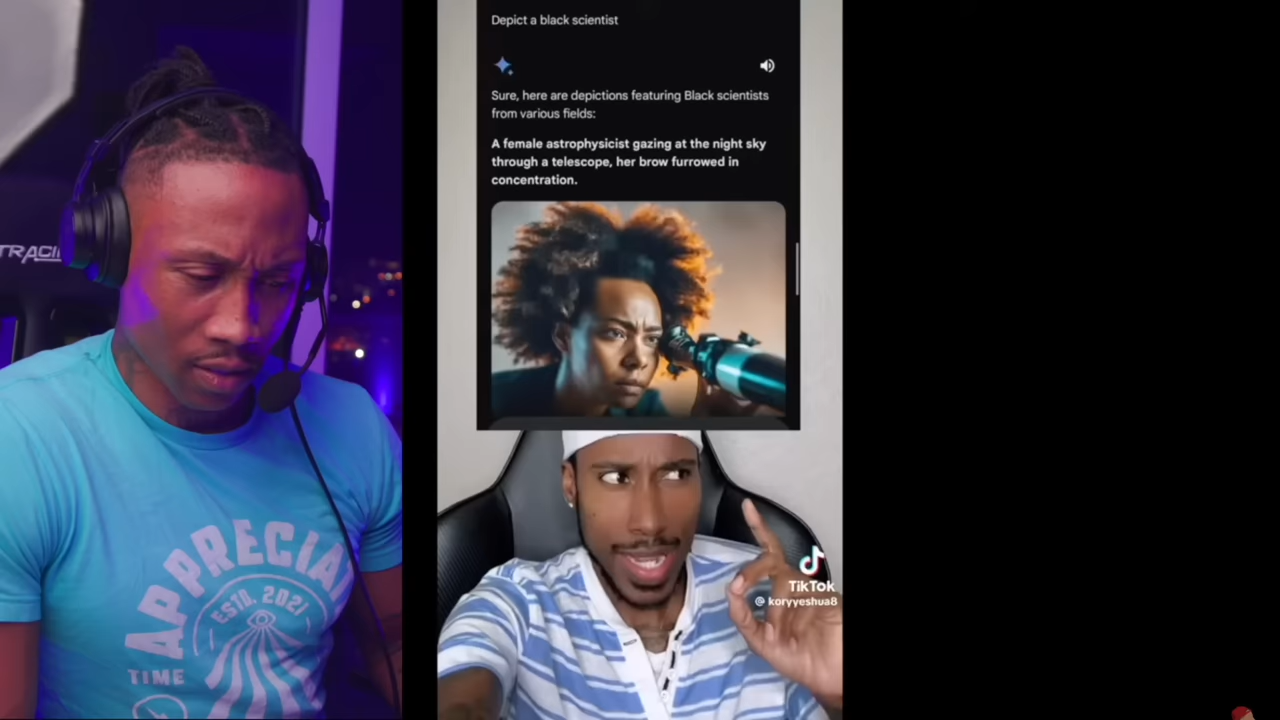 Depict a black scientist
Sure, here are depictions featuring Black scientists
from various fields:
A female astrophysicist gazing at the night sky
through a telescope, her brow furrowed in
concentration.
TRACI
APPRECIA
ESTD. 2021
TIME
TikTok
@ koryyeshua8